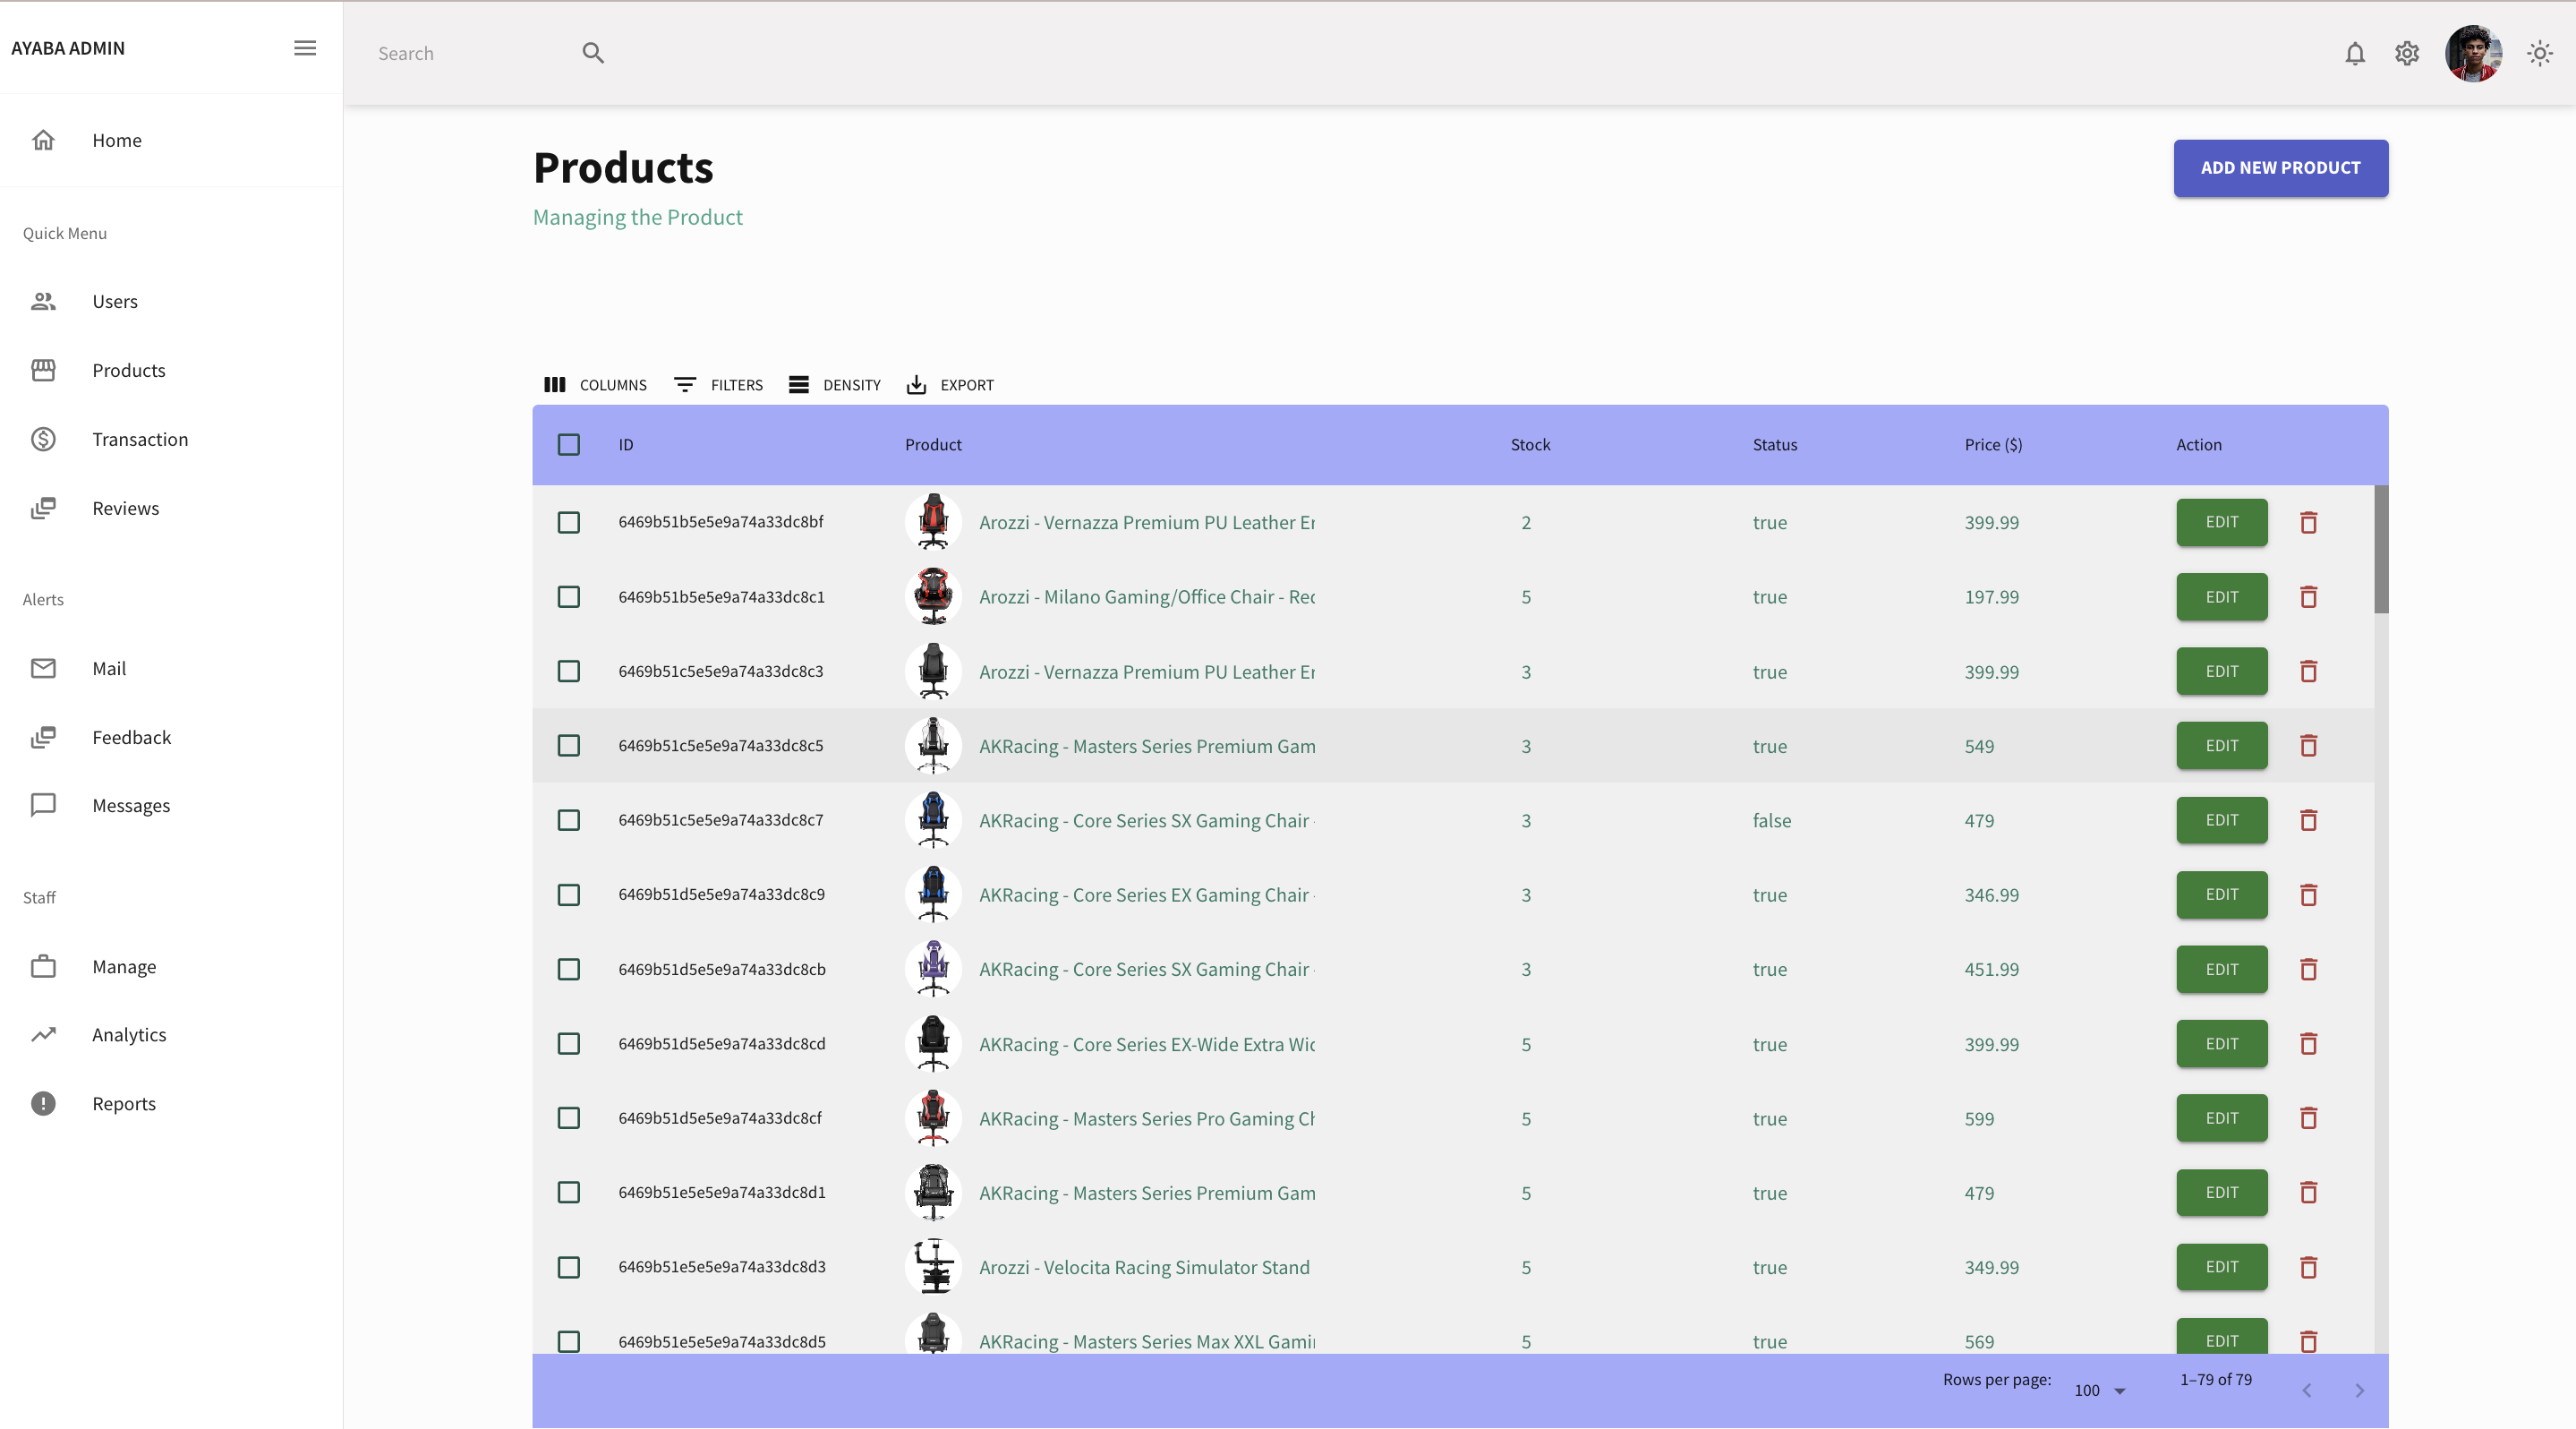 AYABA ADMIN
Search
Home
Quick Menu
Users
Products
Transaction
Reviews
Alerts
Mail
Feedback
Messages
Staff
Manage
Analytics
Reports
Products
ADD NEW PRODUCT
Managing the Product
COLUMNS FILTERS DENSITY EXPORT
ID Product Stock Status Price ($) Action
6469b51b5e5e9a74a33dc8bf Arozzi - Vernazza Premium PU Leather Er 2 true 399.99 EDIT
6469b51b5e5e9a74a33dc8c1 Arozzi - Milano Gaming/Office Chair - Rec 5 true 197.99 EDIT
6469b51c5e5e9a74a33dc8c3 Arozzi - Vernazza Premium PU Leather Er 3 true 399.99 EDIT
6469b51c5e5e9a74a33dc8c5 AKRacing - Masters Series Premium Gam 3 true 549 EDIT
6469b51c5e5e9a74a33dc8c7 AKRacing - Core Series SX Gaming Chair - 3 false 479 EDIT
6469b51d5e5e9a74a33dc8c9 AKRacing - Core Series EX Gaming Chair - 3 true 346.99 EDIT
6469b51d5e5e9a74a33dc8cb AKRacing - Core Series SX Gaming Chair - 3 true 451.99 EDIT
6469b51d5e5e9a74a33dc8cd AKRacing - Core Series EX-Wide Extra Wic 5 true 399.99 EDIT
6469b51d5e5e9a74a33dc8cf AKRacing - Masters Series Pro Gaming Ch 5 true 599 EDIT
6469b51e5e5e9a74a33dc8d1 AKRacing - Masters Series Premium Gam 5 true 479 EDIT
6469b51e5e5e9a74a33dc8d3 Arozzi - Velocita Racing Simulator Stand 5 true 349.99 EDIT
6469b51e5e5e9a74a33dc8d5 AKRacing - Masters Series Max XXL Gamin 5 true 569 EDIT
Rows per page: 100 1–79 of 79